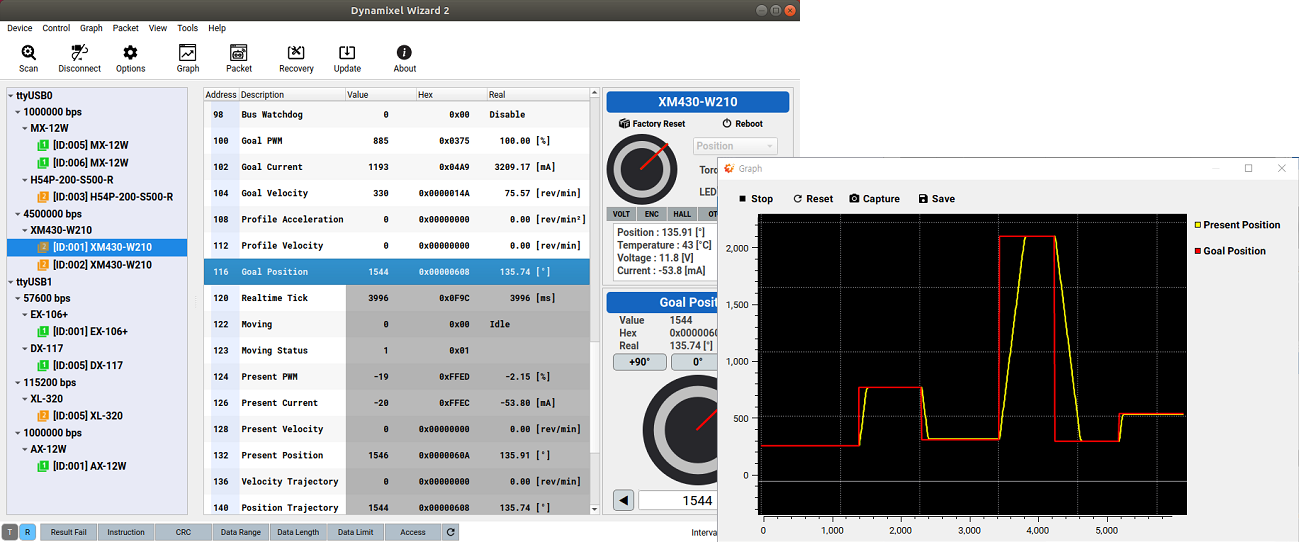 Dynamixel Wizard 2
Device Control Graph Packet View Tools Help
Scan Disconnect Options Graph Packet Recovery Update About
ttyUSB0
1000000 bps
MX-12W
[ID:005] MX-12W
[ID:006] MX-12W
H54P-200-S500-R
[ID:003] H54P-200-S500-R
4500000 bps
XM430-W210
[ID:001] XM430-W210
[ID:002] XM430-W210
ttyUSB1
57600 bps
EX-106+
[ID:001] EX-106+
DX-117
[ID:005] DX-117
115200 bps
XL-320
[ID:005] XL-320
1000000 bps
AX-12W
[ID:001] AX-12W
Address Description Value Hex Real
98 Bus Watchdog 0 0x00 Disable
100 Goal PWM 885 0x0375 100.00 [%]
102 Goal Current 1193 0x04A9 3209.17 [mA]
104 Goal Velocity 330 0x0000014A 75.57 [rev/min]
108 Profile Acceleration 0 0x00000000 0.00 [rev/min²]
112 Profile Velocity 0 0x00000000 0.00 [rev/min]
116 Goal Position 1544 0x00000608 135.74 [°]
120 Realtime Tick 3996 0x0F9C 3996 [ms]
122 Moving 0 0x00 Idle
123 Moving Status 1 0x01
124 Present PWM -19 0xFFED -2.15 [%]
126 Present Current -20 0xFFEC -53.80 [mA]
128 Present Velocity 0 0x00000000 0.00 [rev/min]
132 Present Position 1546 0x0000060A 135.91 [°]
136 Velocity Trajectory 0 0x00000000 0.00 [rev/min]
140 Position Trajectory 1544 0x00000608 135.74 [°]
XM430-W210
Factory Reset Reboot
Position
Torq
LED
VOLT ENC HALL OT
Position : 135.91 [°]
Temperature : 43 [°C]
Voltage : 11.8 [V]
Current : -53.8 [mA]
Goal Posit
Value 1544
Hex 0x0000060
Real 135.74 [°]
+90° 0°
1544
T R Result Fail Instruction CRC Data Range Data Length Data Limit Access
Interva
Graph
Stop Reset Capture Save
Present Position
Goal Position
2,000
1,500
1,000
500
0
0 1,000 2,000 3,000 4,000 5,000